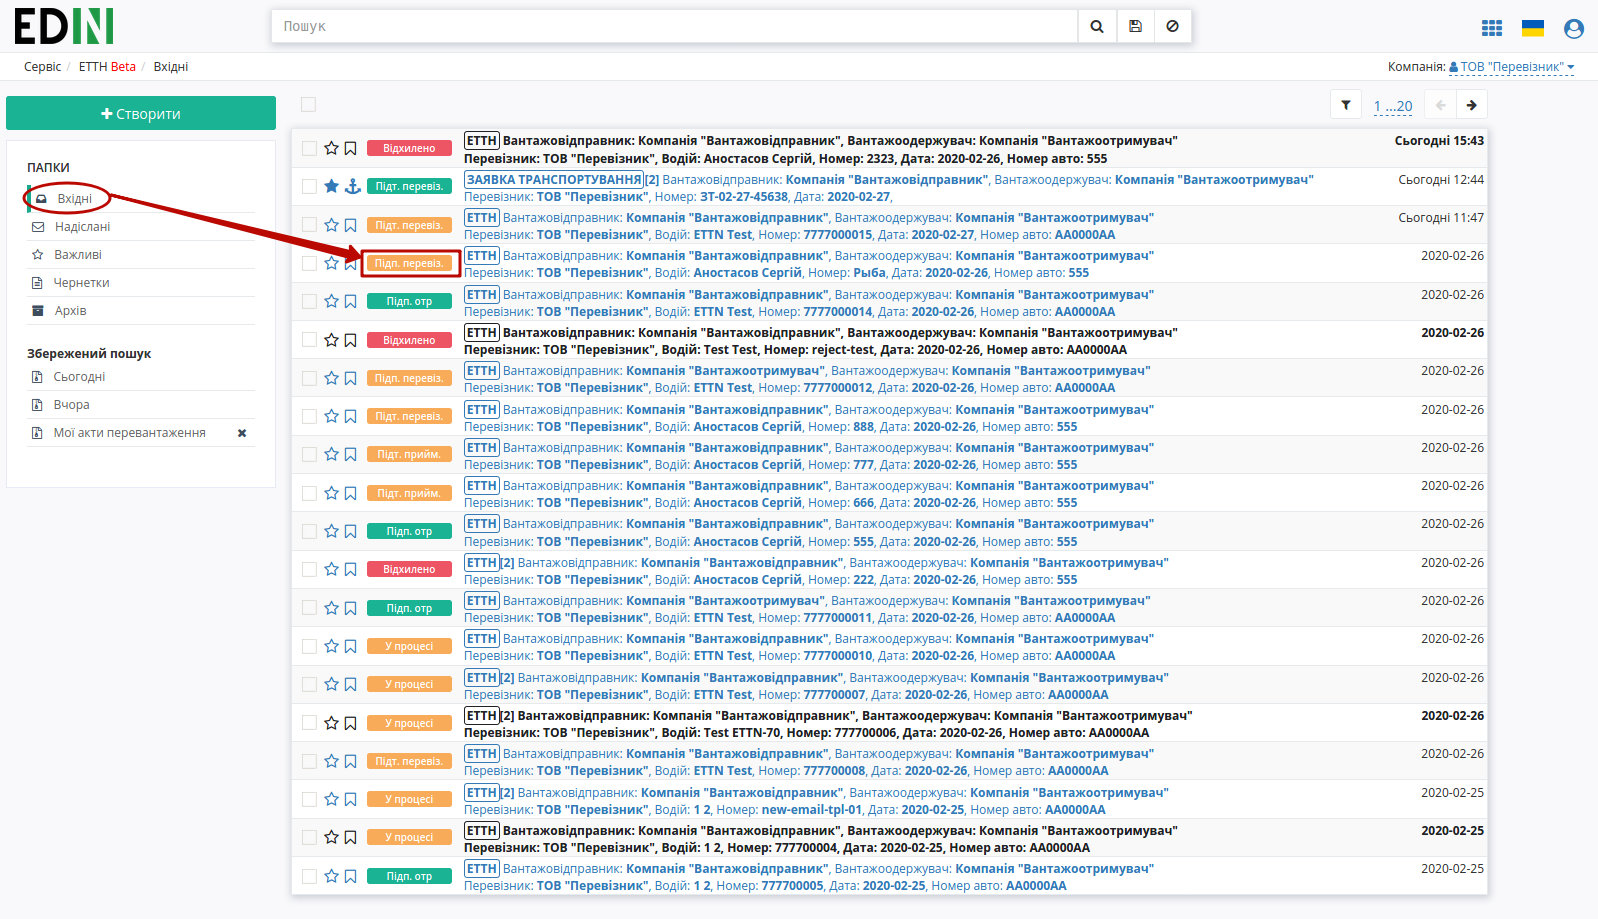 EDIN
Пошук
Сервіс / ЕТТН Beta / Вхідні
Компанія: ТОВ "Перевізник"
Створити
1 ...20
ПАПКИ
Вхідні
Надіслані
Важливі
Чернетки
Архів
Збережений пошук
Сьогодні
Вчора
Мої акти перевантаження
Відхилено
ЕТТН Вантажовідправник: Компанія "Вантажовідправник", Вантажоодержувач: Компанія "Вантажоотримувач" Сьогодні 15:43
Перевізник: ТОВ "Перевізник", Водій: Аностасов Сергій, Номер: 2323, Дата: 2020-02-26, Номер авто: 555
Підт. перевіз.
ЗАЯВКА ТРАНСПОРТУВАННЯ [2] Вантажовідправник: Компанія "Вантажовідправник", Вантажоодержувач: Компанія "Вантажоотримувач" Сьогодні 12:44
Перевізник: ТОВ "Перевізник", Номер: ЗТ-02-27-45638, Дата: 2020-02-27,
Підт. перевіз.
ЕТТН Вантажовідправник: Компанія "Вантажовідправник", Вантажоодержувач: Компанія "Вантажоотримувач" Сьогодні 11:47
Перевізник: ТОВ "Перевізник", Водій: ETTN Test, Номер: 7777000015, Дата: 2020-02-27, Номер авто: АА0000АА
Підп. перевіз.
ЕТТН Вантажовідправник: Компанія "Вантажовідправник", Вантажоодержувач: Компанія "Вантажоотримувач" 2020-02-26
Перевізник: ТОВ "Перевізник", Водій: Аностасов Сергій, Номер: Рыба, Дата: 2020-02-26, Номер авто: 555
Підп. отр
ЕТТН Вантажовідправник: Компанія "Вантажовідправник", Вантажоодержувач: Компанія "Вантажоотримувач" 2020-02-26
Перевізник: ТОВ "Перевізник", Водій: ETTN Test, Номер: 7777000014, Дата: 2020-02-26, Номер авто: АА0000АА
Відхилено
ЕТТН Вантажовідправник: Компанія "Вантажовідправник", Вантажоодержувач: Компанія "Вантажоотримувач" 2020-02-26
Перевізник: ТОВ "Перевізник", Водій: Test Test, Номер: reject-test, Дата: 2020-02-26, Номер авто: АА0000АА
Підп. перевіз.
ЕТТН Вантажовідправник: Компанія "Вантажоотримувач", Вантажоодержувач: Компанія "Вантажоотримувач" 2020-02-26
Перевізник: ТОВ "Перевізник", Водій: ETTN Test, Номер: 7777000012, Дата: 2020-02-26, Номер авто: АА0000АА
Підт. перевіз.
ЕТТН Вантажовідправник: Компанія "Вантажовідправник", Вантажоодержувач: Компанія "Вантажоотримувач" 2020-02-26
Перевізник: ТОВ "Перевізник", Водій: Аностасов Сергій, Номер: 888, Дата: 2020-02-26, Номер авто: 555
Підт. прийм.
ЕТТН Вантажовідправник: Компанія "Вантажовідправник", Вантажоодержувач: Компанія "Вантажоотримувач" 2020-02-26
Перевізник: ТОВ "Перевізник", Водій: Аностасов Сергій, Номер: 777, Дата: 2020-02-26, Номер авто: 555
Підт. прийм.
ЕТТН Вантажовідправник: Компанія "Вантажовідправник", Вантажоодержувач: Компанія "Вантажоотримувач" 2020-02-26
Перевізник: ТОВ "Перевізник", Водій: Аностасов Сергій, Номер: 666, Дата: 2020-02-26, Номер авто: 555
Підп. отр
ЕТТН Вантажовідправник: Компанія "Вантажовідправник", Вантажоодержувач: Компанія "Вантажоотримувач" 2020-02-26
Перевізник: ТОВ "Перевізник", Водій: Аностасов Сергій, Номер: 555, Дата: 2020-02-26, Номер авто: 555
Відхилено
ЕТТН [2] Вантажовідправник: Компанія "Вантажовідправник", Вантажоодержувач: Компанія "Вантажоотримувач" 2020-02-26
Перевізник: ТОВ "Перевізник", Водій: Аностасов Сергій, Номер: 222, Дата: 2020-02-26, Номер авто: 555
Підп. отр
ЕТТН Вантажовідправник: Компанія "Вантажоотримувач", Вантажоодержувач: Компанія "Вантажоотримувач" 2020-02-26
Перевізник: ТОВ "Перевізник", Водій: ETTN Test, Номер: 7777000011, Дата: 2020-02-26, Номер авто: АА0000АА
У процесі
ЕТТН Вантажовідправник: Компанія "Вантажовідправник", Вантажоодержувач: Компанія "Вантажоотримувач" 2020-02-26
Перевізник: ТОВ "Перевізник", Водій: ETTN Test, Номер: 7777000010, Дата: 2020-02-26, Номер авто: АА0000АА
У процесі
ЕТТН [2] Вантажовідправник: Компанія "Вантажовідправник", Вантажоодержувач: Компанія "Вантажоотримувач" 2020-02-26
Перевізник: ТОВ "Перевізник", Водій: ETTN Test, Номер: 777700007, Дата: 2020-02-26, Номер авто: АА0000АА
У процесі
ЕТТН [2] Вантажовідправник: Компанія "Вантажовідправник", Вантажоодержувач: Компанія "Вантажоотримувач" 2020-02-26
Перевізник: ТОВ "Перевізник", Водій: Test ETTN-70, Номер: 777700006, Дата: 2020-02-26, Номер авто: АА0000АА
Підт. перевіз.
ЕТТН Вантажовідправник: Компанія "Вантажовідправник", Вантажоодержувач: Компанія "Вантажоотримувач" 2020-02-26
Перевізник: ТОВ "Перевізник", Водій: ETTN Test, Номер: 777700008, Дата: 2020-02-26, Номер авто: АА0000АА
У процесі
ЕТТН [2] Вантажовідправник: Компанія "Вантажовідправник", Вантажоодержувач: Компанія "Вантажоотримувач" 2020-02-25
Перевізник: ТОВ "Перевізник", Водій: 1 2, Номер: new-email-tpl-01, Дата: 2020-02-25, Номер авто: АА0000АА
У процесі
ЕТТН Вантажовідправник: Компанія "Вантажовідправник", Вантажоодержувач: Компанія "Вантажоотримувач" 2020-02-25
Перевізник: ТОВ "Перевізник", Водій: 1 2, Номер: 777700004, Дата: 2020-02-25, Номер авто: АА0000АА
Підп. отр
ЕТТН Вантажовідправник: Компанія "Вантажовідправник", Вантажоодержувач: Компанія "Вантажоотримувач" 2020-02-25
Перевізник: ТОВ "Перевізник", Водій: 1 2, Номер: 777700005, Дата: 2020-02-25, Номер авто: АА0000АА